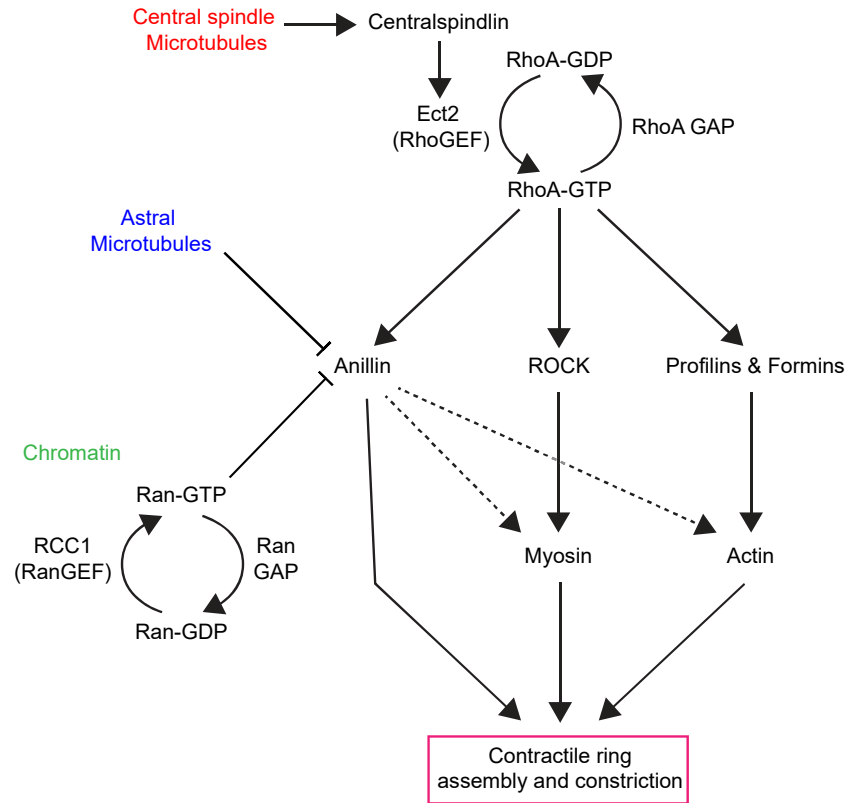 Central spindle
Microtubules
Centralspindlin
RhoA-GDP
Ect2
(RhoGEF)
RhoA GAP
RhoA-GTP
Astral
Microtubules
Anillin
ROCK
Profilins & Formins
Chromatin
Ran-GTP
RCC1
(RanGEF)
Ran
GAP
Ran-GDP
Myosin
Actin
Contractile ring
assembly and constriction